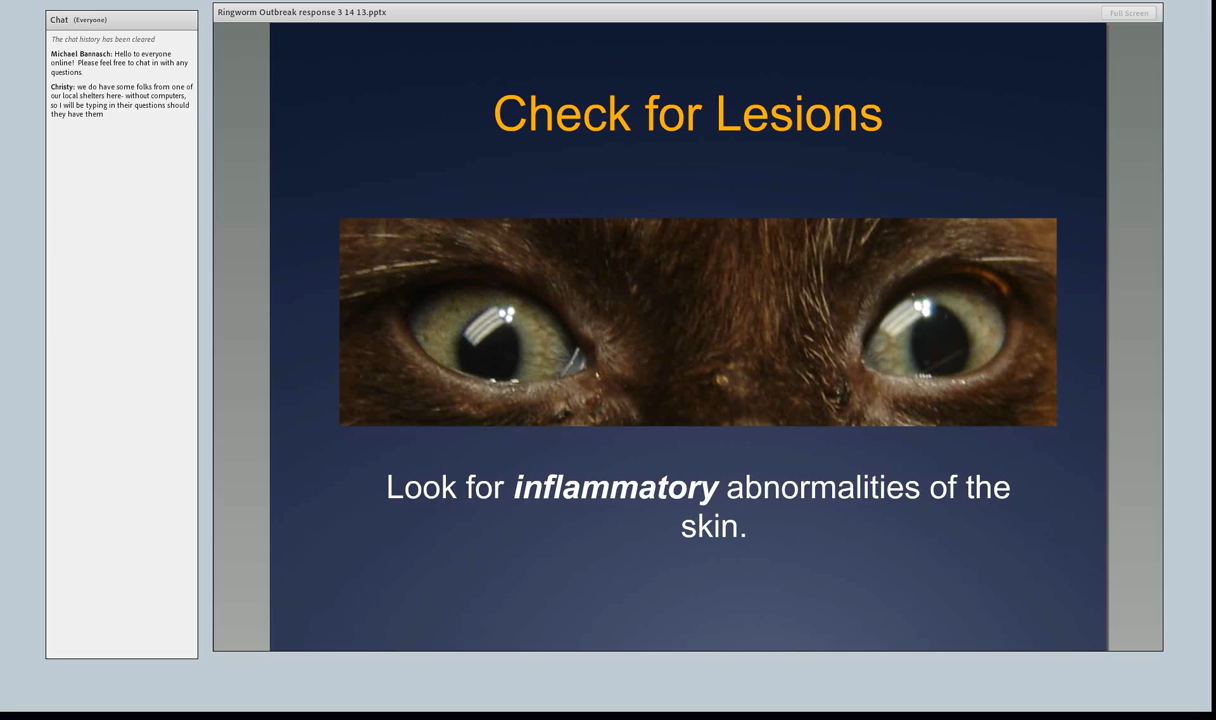 Chat (Everyone)
The chat history has been cleared
Michael Bannasch: Hello to everyone
online! Please feel free to chat in with any
questions.
Christy: we do have some folks from one of
our local shelters here- without computers,
so I will be typing in their questions should
they have them
Ringworm Outbreak response 3 14 13.pptx
Full Screen
Check for Lesions
Look for inflammatory abnormalities of the
skin.